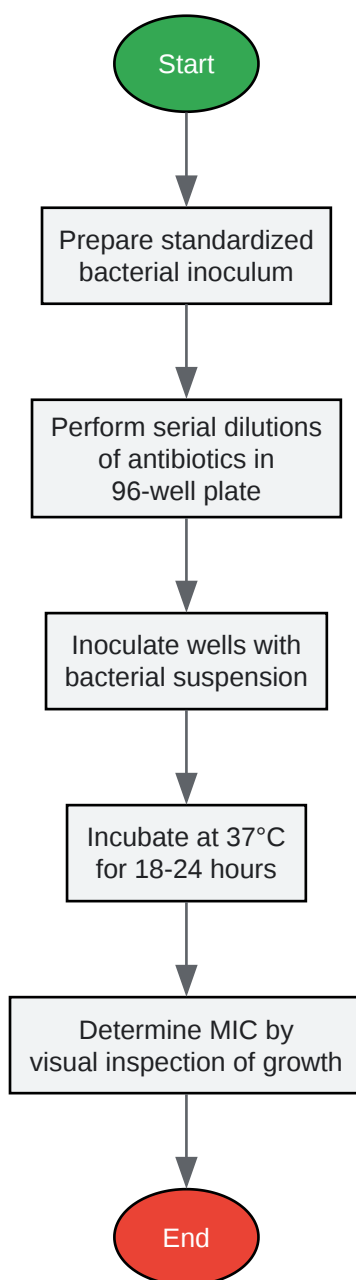 Start
Prepare standardized
bacterial inoculum
Perform serial dilutions
of antibiotics in
96-well plate
Inoculate wells with
bacterial suspension
Incubate at 37°C
for 18-24 hours
Determine MIC by
visual inspection of growth
End